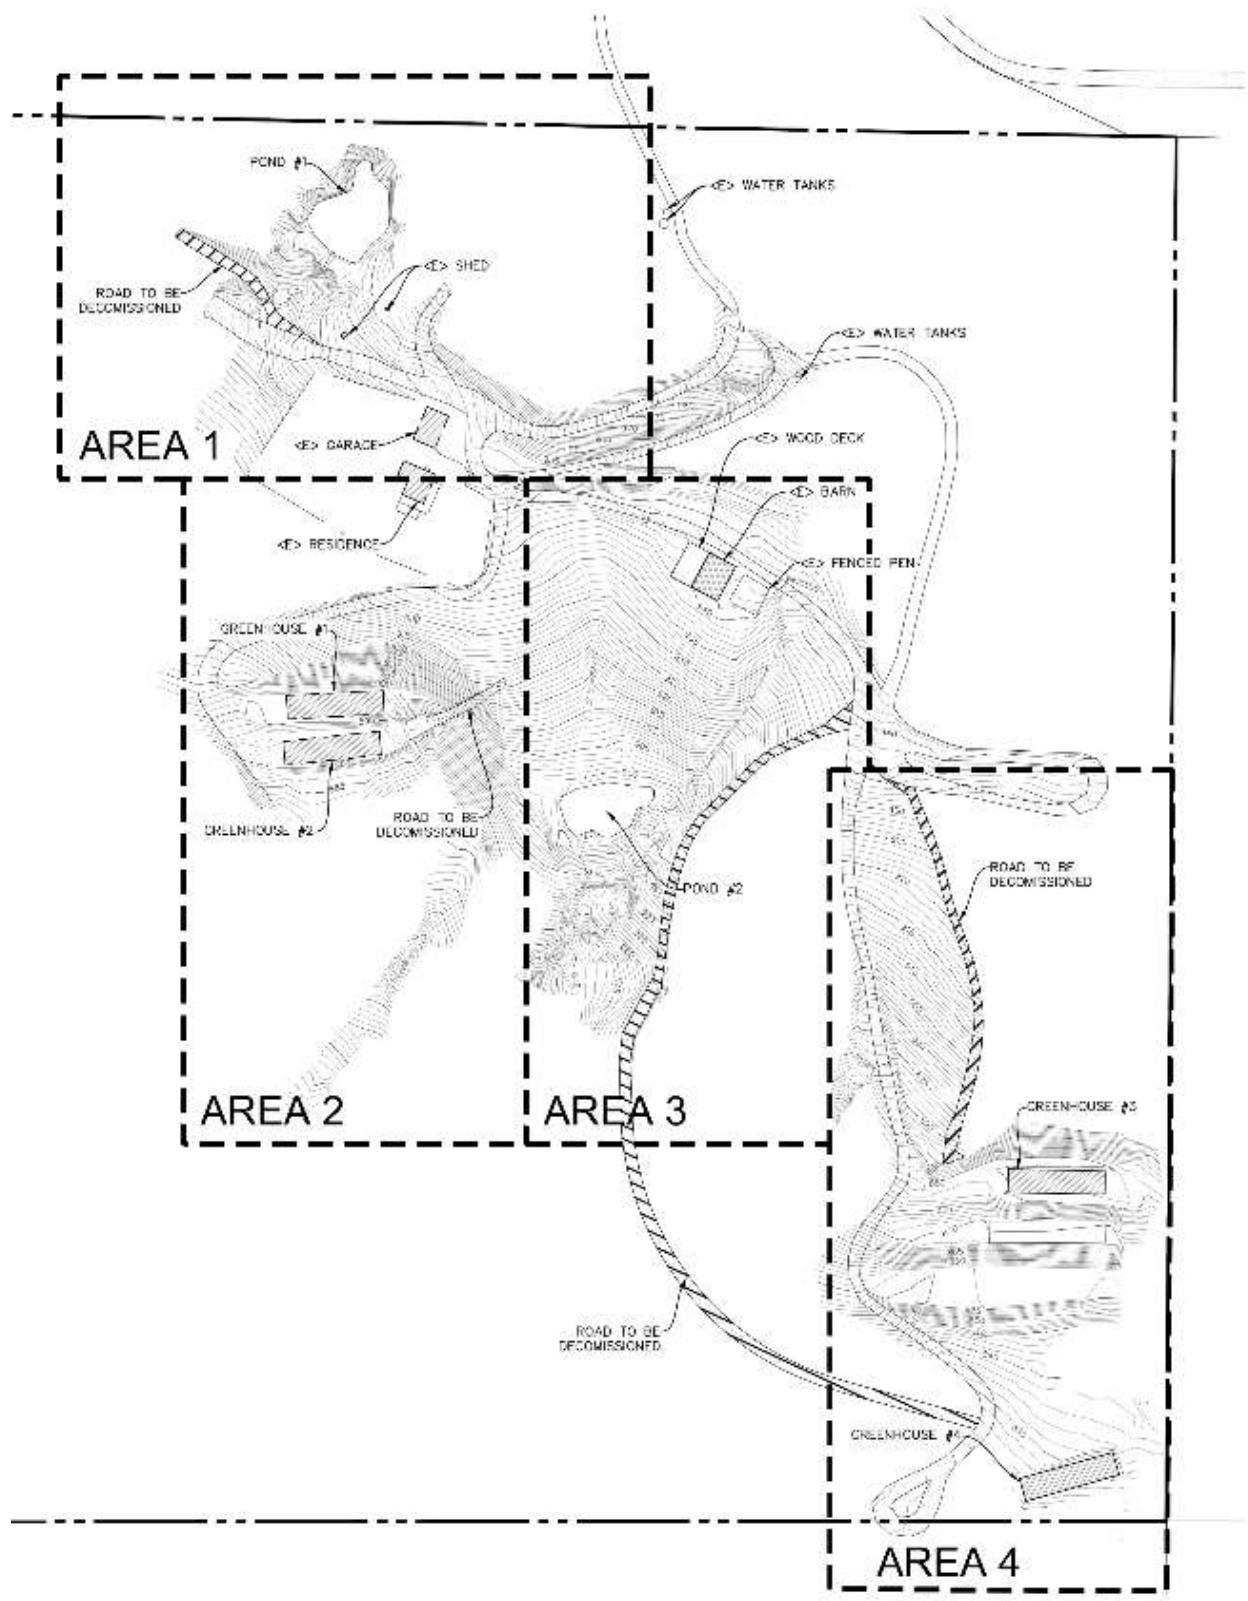 POND #1
<E> WATER TANKS
<E> SHED
ROAD TO BE
DECOMISSIONED
<E> WATER TANKS
AREA 1
<E> GARAGE
<E> WOOD DECK
<E> BARN
<E> RESIDENCE
<E> FENCED PEN
GREENHOUSE #1
GREENHOUSE #2
ROAD TO BE
DECOMISSIONED
POND #2
ROAD TO BE
DECOMISSIONED
AREA 2
AREA 3
GREENHOUSE #3
ROAD TO BE
DECOMISSIONED
GREENHOUSE #4
AREA 4